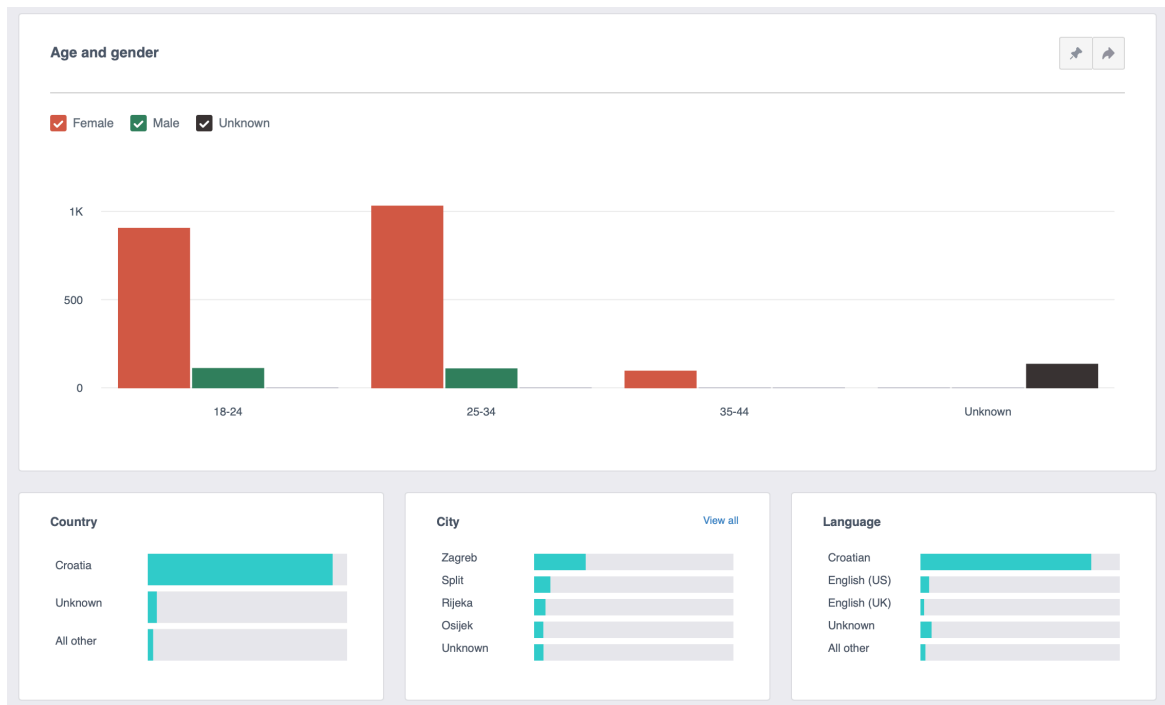 Age and gender
Female Male Unknown
1K
500
0
18-24 25-34 35-44 Unknown
Country
Croatia
Unknown
All other
City View all
Zagreb
Split
Rijeka
Osijek
Unknown
Language
Croatian
English (US)
English (UK)
Unknown
All other